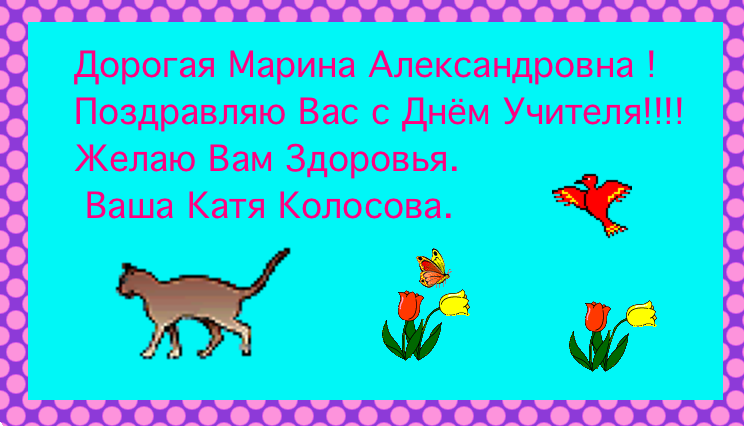 Дорогая Марина Александровна !
Поздравляю Вас с Днём Учителя!!!!
Желаю Вам Здоровья.
Ваша Катя Колосова.